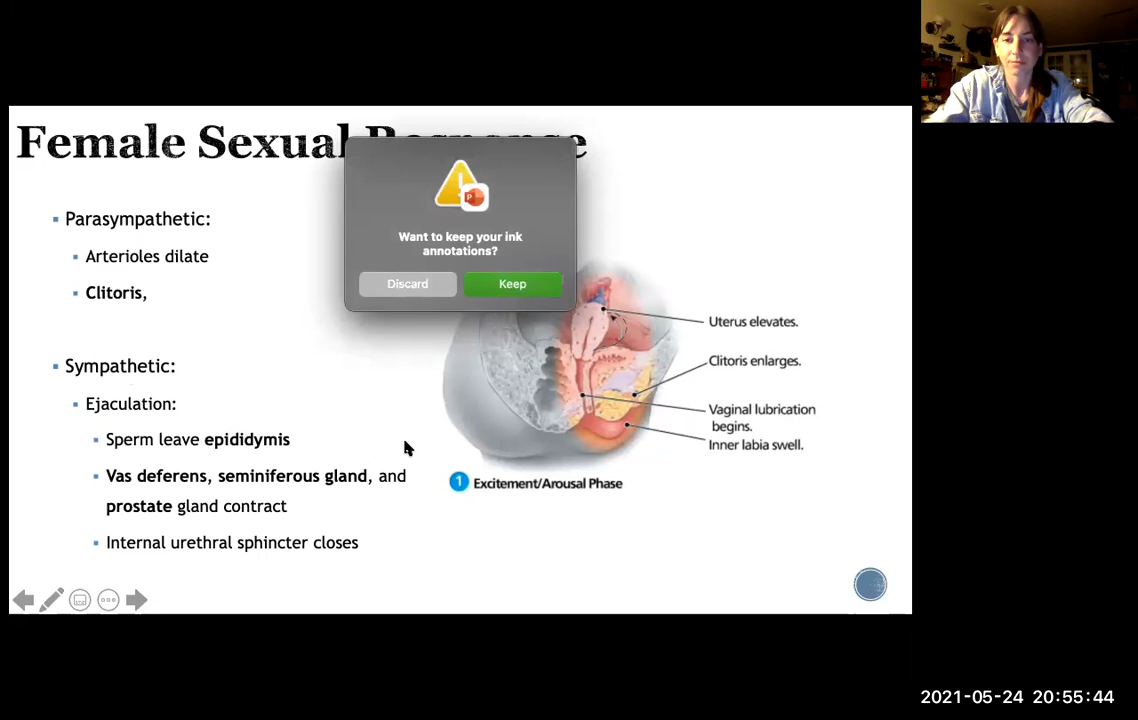 Female Sexual Response
Want to keep your ink
annotations?
Discard
Keep
Parasympathetic:
Arterioles dilate
Clitoris,
Sympathetic:
Ejaculation:
Sperm leave epididymis
Vas deferens, seminiferous gland, and
prostate gland contract
Internal urethral sphincter closes
Uterus elevates.
Clitoris enlarges.
Vaginal lubrication
begins.
Inner labia swell.
1 Excitement/Arousal Phase
2021-05-24 20:55:44